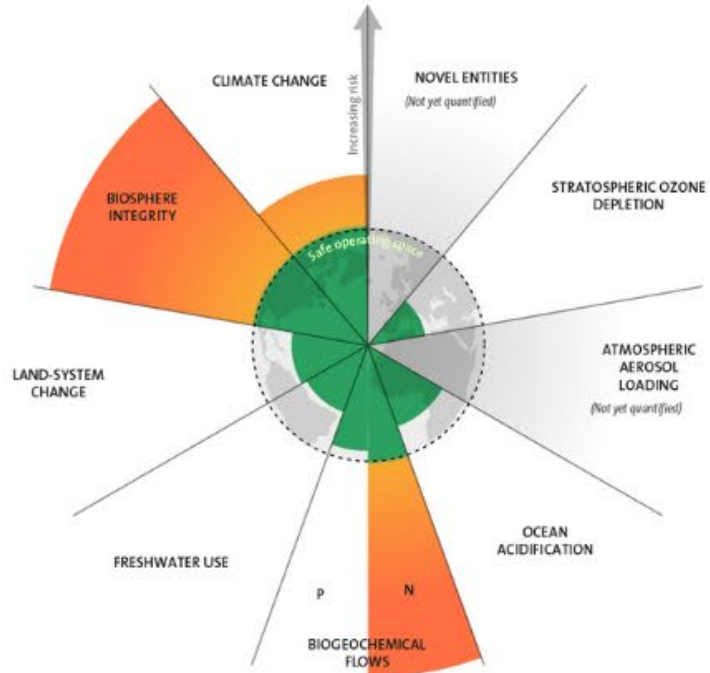 CLIMATE CHANGE
Increasing risk
NOVEL ENTITIES
(Not yet quantified)
STRATOSPHERIC OZONE
DEPLETION
BIOSPHERE
INTEGRITY
Safe operating space
ATMOSPHERIC
AEROSOL
LOADING
(Not yet quantified)
LAND-SYSTEM
CHANGE
OCEAN
ACIDIFICATION
FRESHWATER USE
P
N
BIOGEOCHEMICAL
FLOWS